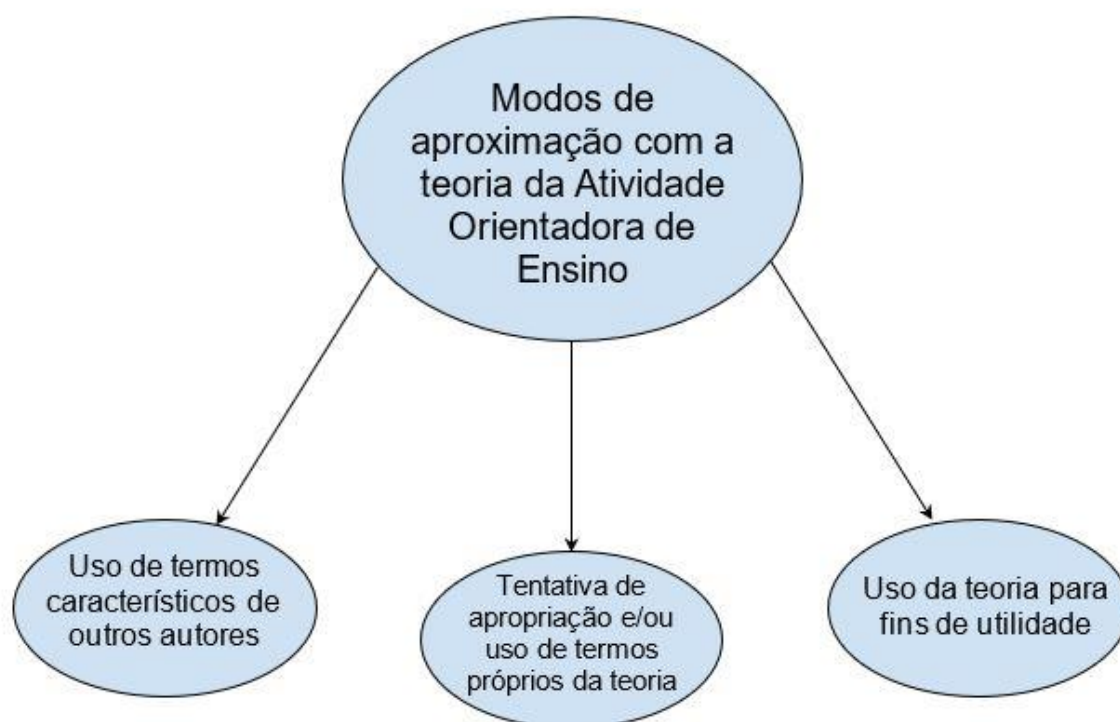 Modos de
aproximação com a
teoria da Atividade
Orientadora de
Ensino
Uso de termos
característicos de
outros autores
Tentativa de
apropriação e/ou
uso de termos
próprios da teoria
Uso da teoria para
fins de utilidade